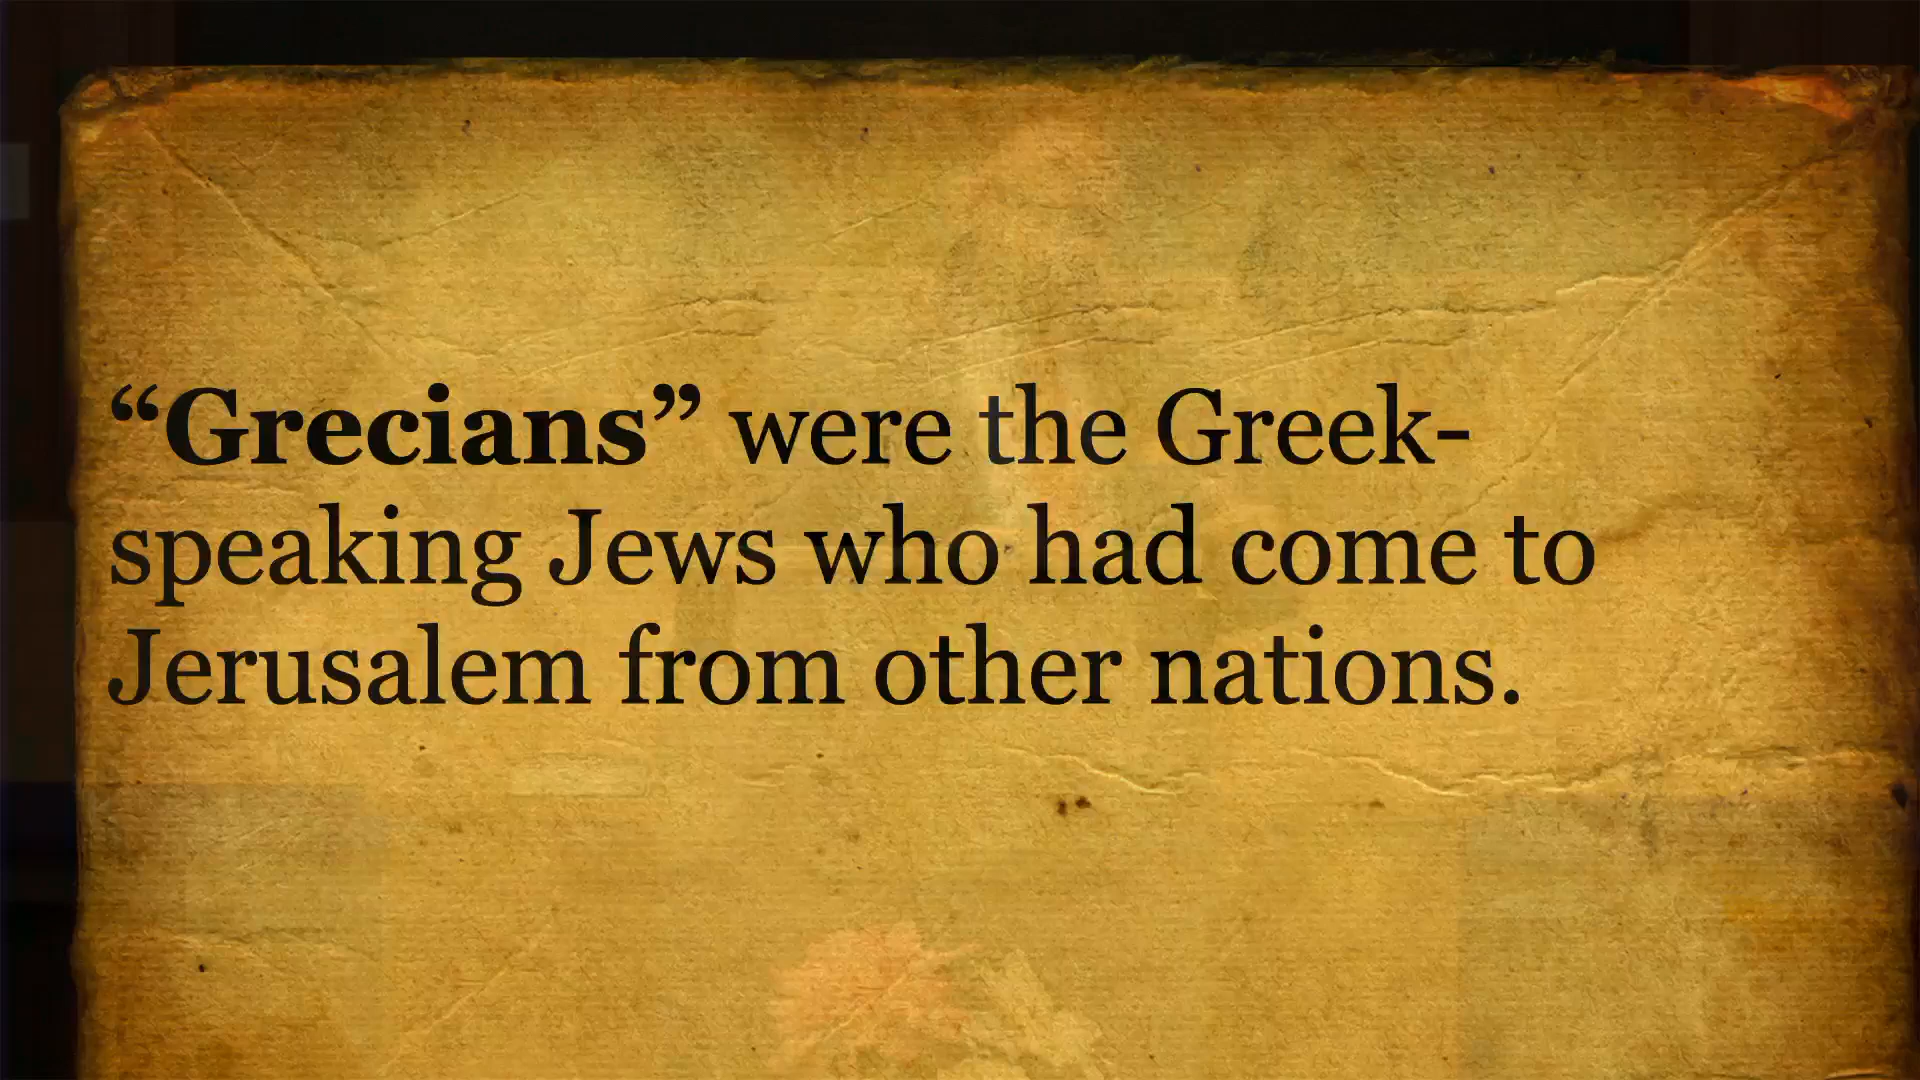 “Grecians” were the Greek-
speaking Jews who had come to
Jerusalem from other nations.